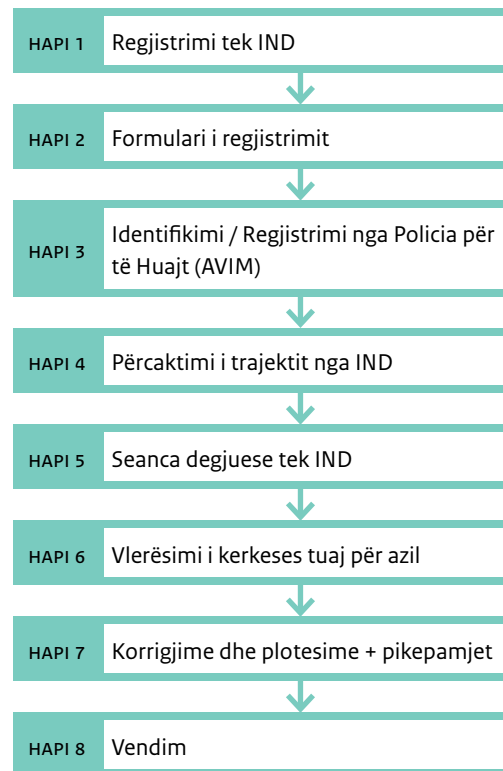 HAPI 1 Regjistrimi tek IND
HAPI 2 Formulari i regjistrimit
HAPI 3 Identifikimi / Regjistrimi nga Policia për
të Huajt (AVIM)
HAPI 4 Përcaktimi i trajektit nga IND
HAPI 5 Seanca degjuese tek IND
HAPI 6 Vlerësimi i kerkeses tuaj për azil
HAPI 7 Korrigjime dhe plotesime + pikepamjet
HAPI 8 Vendim